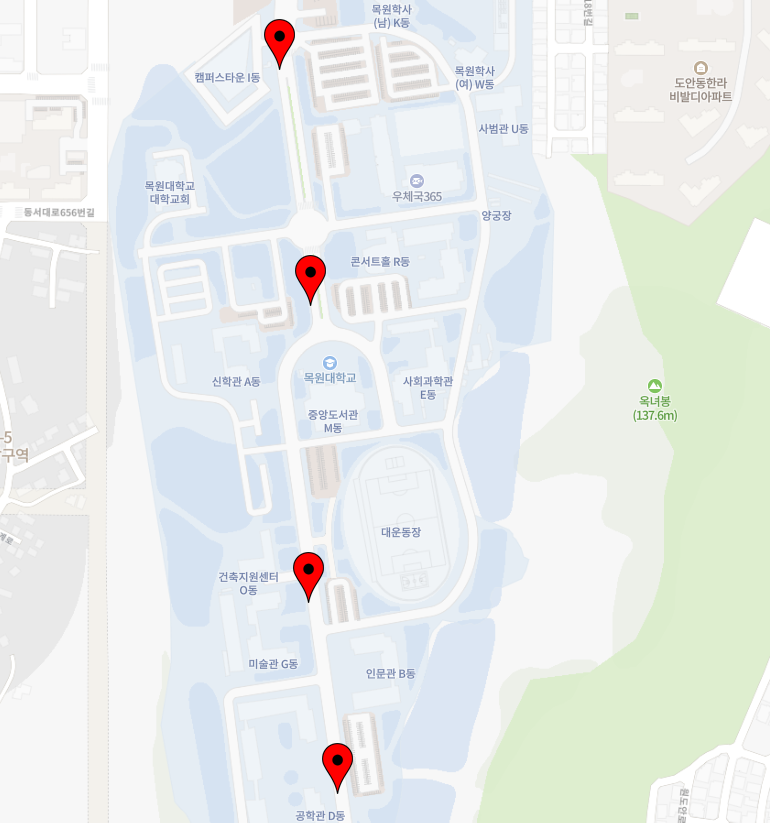 목원학사
(남) K동
18번길
캠퍼스타운 I동
목원학사
(여) W동
도안동한라
비발디아파트
사범관 U동
목원대학교
대학교회
우체국365
동서대로656번길
양궁장
콘서트홀 R동
신학관 A동
목원대학교
사회과학관
E동
옥녀봉
(137.6m)
중앙도서관
M동
-5
구역
대운동장
건축지원센터
O동
미술관 G동
인문관 B동
공학관 D동